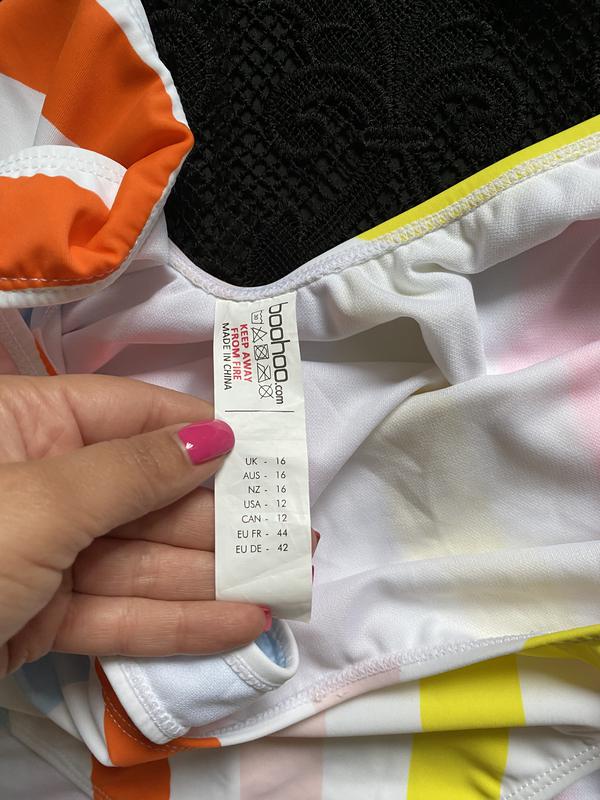 boohoo.com
30
KEEP AWAY
FROM FIRE
MADE IN CHINA
UK - 16
AUS - 16
NZ - 16
USA - 12
CAN - 12
EU FR - 44
EU DE - 42